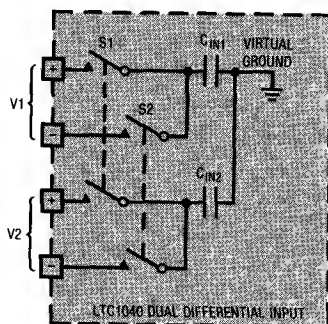 S1
C_IN1
VIRTUAL
GROUND
+
V1
S2
−
+
C_IN2
V2
−
LTC1040 DUAL DIFFERENTIAL INPUT